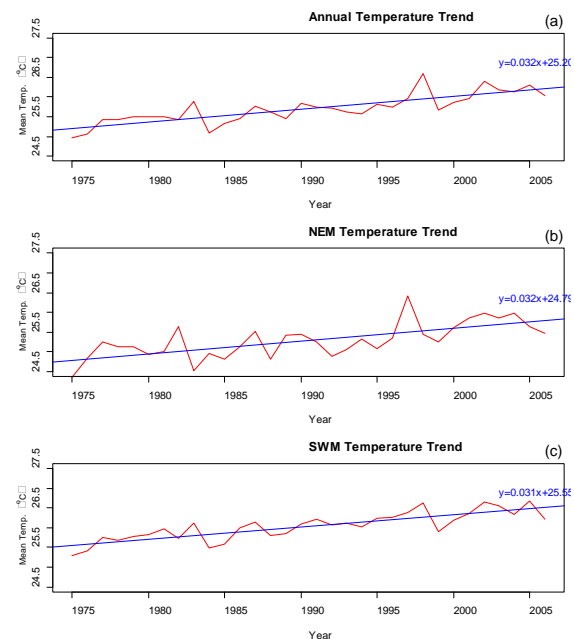 Annual Temperature Trend
(a)
27.5
26.5
25.5
24.5
Mean Temp. (°C)
y=0.032x+25.20
1975 1980 1985 1990 1995 2000 2005
Year
NEM Temperature Trend
(b)
27.5
26.5
25.5
24.5
Mean Temp. (°C)
y=0.032x+24.79
1975 1980 1985 1990 1995 2000 2005
Year
SWM Temperature Trend
(c)
27.5
26.5
25.5
24.5
Mean Temp. (°C)
y=0.031x+25.55
1975 1980 1985 1990 1995 2000 2005
Year